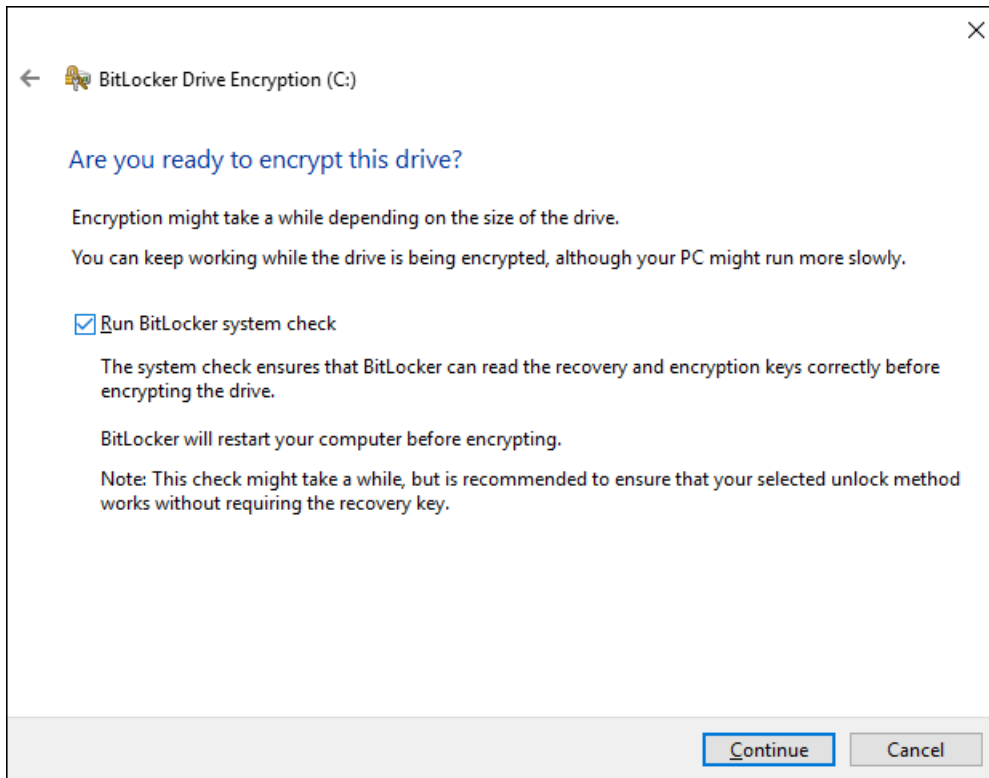 BitLocker Drive Encryption (C:)
Are you ready to encrypt this drive?
Encryption might take a while depending on the size of the drive.
You can keep working while the drive is being encrypted, although your PC might run more slowly.
Run BitLocker system check
The system check ensures that BitLocker can read the recovery and encryption keys correctly before
encrypting the drive.
BitLocker will restart your computer before encrypting.
Note: This check might take a while, but is recommended to ensure that your selected unlock method
works without requiring the recovery key.
Continue Cancel